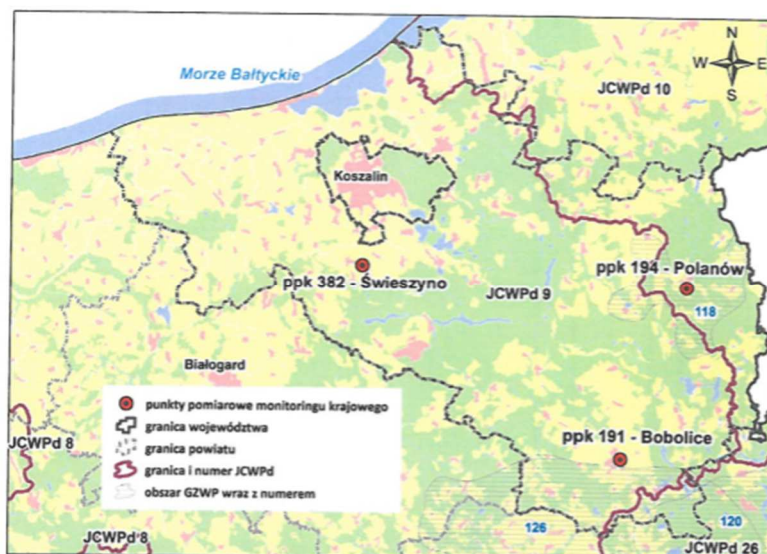 N
W E
S
Morze Bałtyckie
JCWPd 10
Koszalin
ppk 194 - Polanów
ppk 382 - Świeszyno
JCWPd 9
118
Białogard
punkty pomiarowe monitoringu krajowego
granica województwa
granica powiatu
granica i numer JCWPd
obszar GZWP wraz z numerem
JCWPd 8
ppk 191 - Bobolice
JCWPd 8
126
120
JCWPd 26